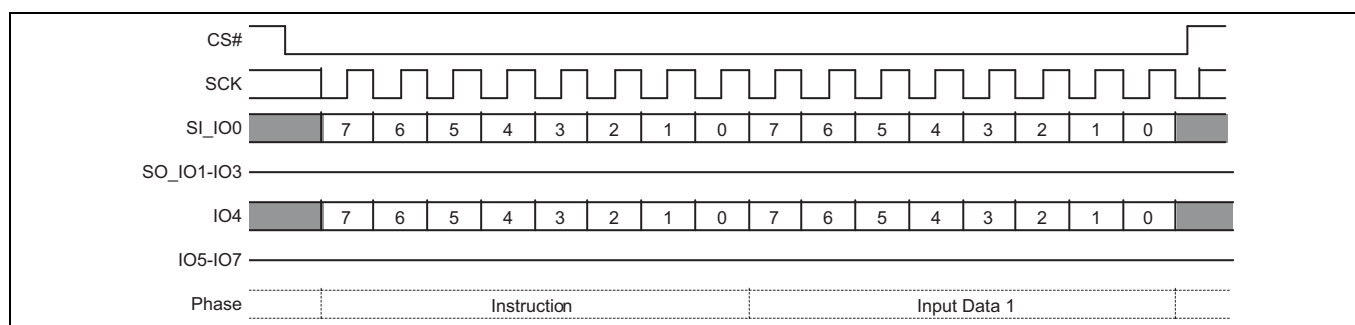 CS#
SCK
SI_IO0 7 6 5 4 3 2 1 0 7 6 5 4 3 2 1 0
SO_IO1-IO3
IO4 7 6 5 4 3 2 1 0 7 6 5 4 3 2 1 0
IO5-IO7
Phase Instruction Input Data 1